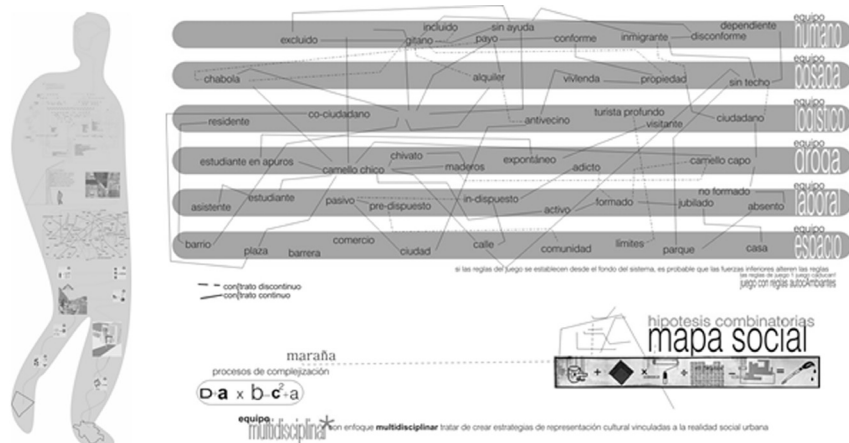 equipo
humano
incluido sin ayuda dependiente
excluido gitano payo conforme inmigrante disconforme
equipo
posada
chabola alquiler vivienda propiedad sin techo
equipo
co-ciudadano turista profundo
residente antivecino visitante ciudadano
equipo
droga
estudiante en apuros chivato expontáneo camello capo
camello chico maderos adicto
equipo
laboral
estudiante pasivo in-dispuesto no formado
asistente pre-dispuesto activo formado jubilado absento
equipo
espacio
barrio comercio calle límites
plaza barrera ciudad comunidad parque casa
si las reglas del juego se establecen desde el fondo del sistema, es probable que las fuerzas inferiores alteren las reglas
juego con reglas autocAmbiantes
contrato discontinuo
contrato continuo
hipotesis combinatorias
mapa social
maraña
procesos de complejización
equipo
multidisciplinar*
con enfoque multidisciplinar tratar de crear estrategias de representación cultural vinculadas a la realidad social urbana